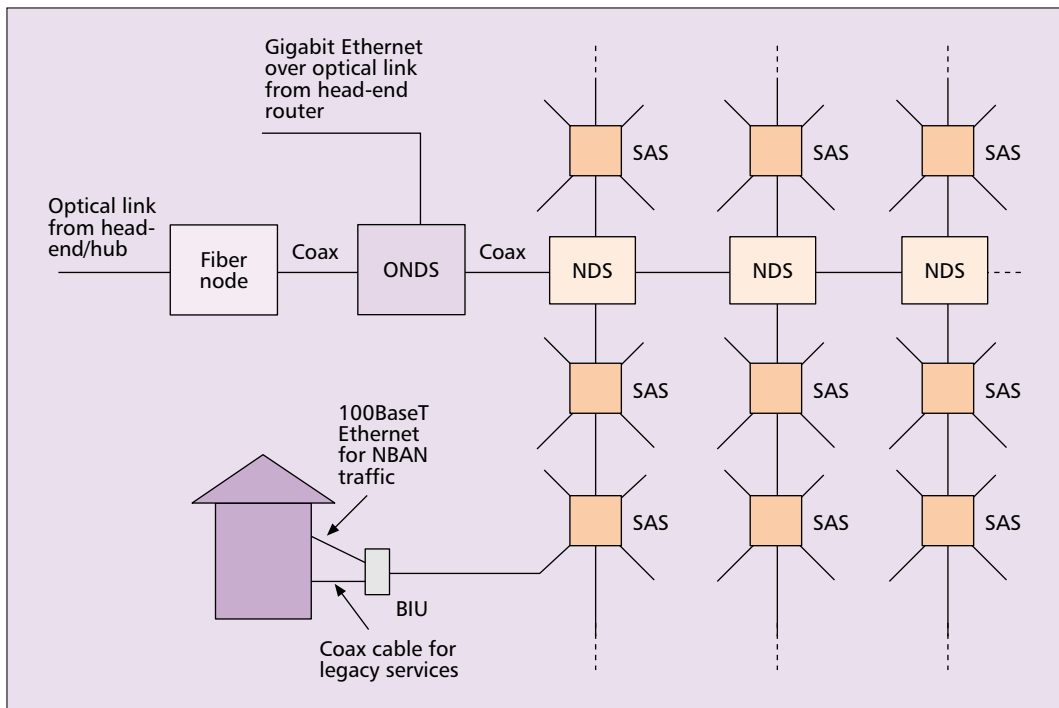 Gigabit Ethernet
over optical link
from head-end
router
SAS
SAS
SAS
Optical link
from head-
end/hub
Fiber
node
Coax
ONDS
Coax
NDS
NDS
NDS
SAS
SAS
SAS
100BaseT
Ethernet
for NBAN
traffic
SAS
SAS
SAS
BIU
Coax cable for
legacy services